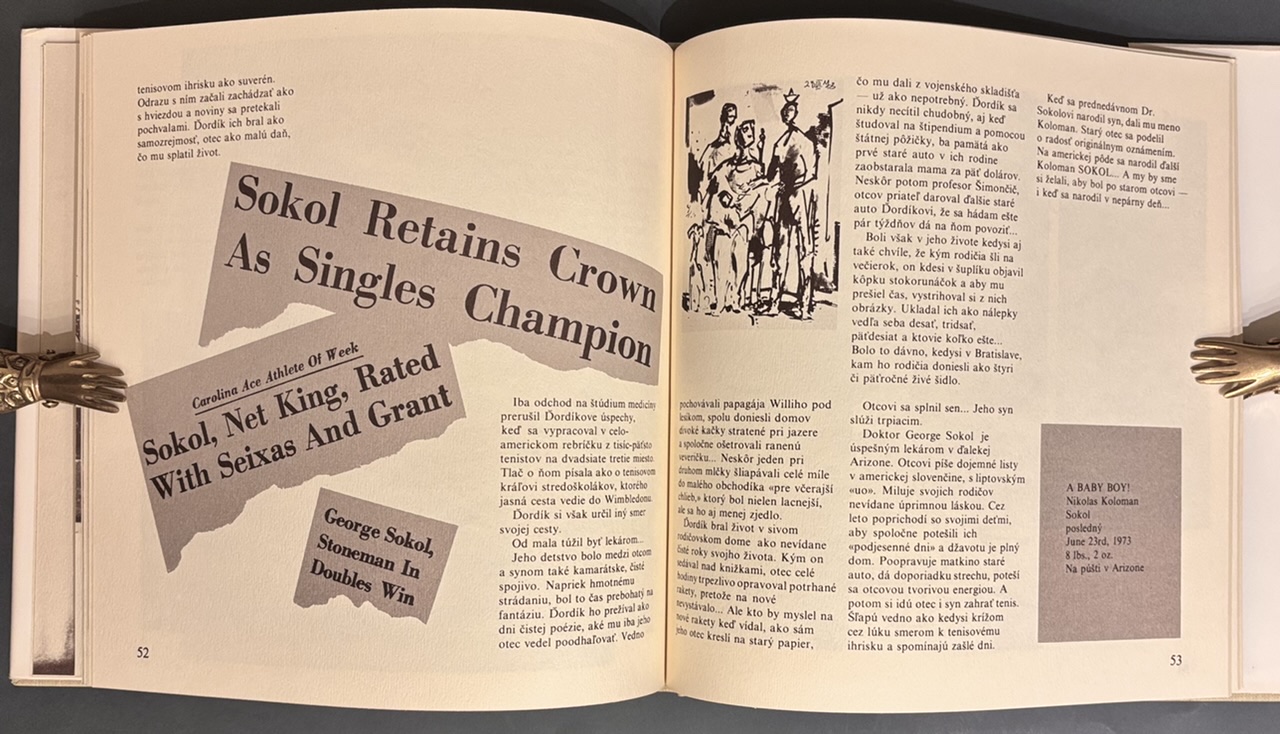 tenisovom ihrisku ako suverén.
Odrazu s ním začali zachádzať ako
s hviezdou a noviny sa pretekali
pochvalami. Ďordík ich bral ako
samozrejmosť, otec ako malú daň,
čo mu splatil život.
Sokol Retains Crown
As Singles Champion
Carolina Ace Athlete Of Week
Sokol, Net King, Rated
With Seixas And Grant
George Sokol,
Stoneman In
Doubles Win
Iba odchod na štúdium medicíny
prerušil Ďordíkove úspechy,
keď sa vypracoval v celo-
americkom rebríčku z tisíc-päťsto
tenistov na dvadsiate tretie miesto.
Tlač o ňom písala ako o tenisovom
kráľovi stredoškolákov, ktorého
jasná cesta vedie do Wimbledonu.
Ďordík si však určil iný smer
svojej cesty.
Od mala túžil byť lekárom...
Jeho detstvo bolo medzi otcom
a synom také kamarátske, čisté
spojivo. Napriek hmotnému
strádaniu, bol to čas prebohatý na
fantáziu. Ďordík ho prežíval ako
dni čistej poézie, aké mu iba jeho
otec vedel poodhaľovať. Vedno
52
pochovávali papagája Williho pod
lesíkom, spolu doniesli domov
divoké kačky stratené pri jazere
a spoločne ošetrovali ranenú
veveričku... Neskôr jeden pri
druhom mlčky šliapávali celé míle
do malého obchodíka «pre včerajší
chlieb,» ktorý bol nielen lacnejší,
ale sa ho aj menej zjedlo.
Ďordík bral život v sivom
rodičovskom dome ako nevídane
čisté roky svojho života. Kým on
sedával nad knižkami, otec celé
hodiny trpezlivo opravoval potrhané
rakety, pretože na nové
nevystávalo... Ale kto by myslel na
nové rakety keď vídal, ako sám
jeho otec kreslí na starý papier,
čo mu dali z vojenského skladišťa
— už ako nepotrebný. Ďordík sa
nikdy necítil chudobný, aj keď
študoval na štipendium a pomocou
štátnej pôžičky, ba pamätá ako
prvé staré auto v ich rodine
zaobstarala mama za päť dolárov.
Neskôr potom profesor Šimončič,
otcov priateľ daroval ďalšie staré
auto Ďordíkovi, že sa hádam ešte
pár týždňov dá na ňom povoziť...
Boli však v jeho živote kedysi aj
také chvíle, že kým rodičia šli na
večierok, on kdesi v šuplíku objavil
kôpku stokorunáčok a aby mu
prešiel čas, vystrihoval si z nich
obrázky. Ukladal ich ako nálepky
vedľa seba desať, tridsať,
päťdesiat a ktovie koľko ešte...
Bolo to dávno, kedysi v Bratislave,
kam ho rodičia doniesli ako štyri
či päťročné živé šidlo.
Otcovi sa splnil sen... Jeho syn
slúži trpiacim.
Doktor George Sokol je
úspešným lekárom v ďalekej
Arizone. Otcovi píše dojemné listy
v americkej slovenčine, s liptovským
«uo». Miluje svojich rodičov
nevídane úprimnou láskou. Cez
leto poprichodí so svojimi deťmi,
aby spoločne potešili ich
«podjesenné dni» a džavotu je plný
dom. Poopravuje matkino staré
auto, dá doporiadku strechu, poteší
sa otcovou tvorivou energiou. A
potom si idú otec i syn zahrať tenis.
Šľapú vedno ako kedysi krížom
cez lúku smerom k tenisovému
ihrisku a spomínajú zašlé dni.
Keď sa prednedávnom Dr.
Sokolovi narodil syn, dali mu meno
Koloman. Starý otec sa podelil
o radosť originálnym oznámením.
Na americkej pôde sa narodil ďalší
Koloman SOKOL... A my by sme
si želali, aby bol po starom otcovi —
i keď sa narodil v nepárny deň...
A BABY BOY!
Nikolas Koloman
Sokol
posledný
June 23rd, 1973
8 lbs., 2 oz.
Na púšti v Arizone
53